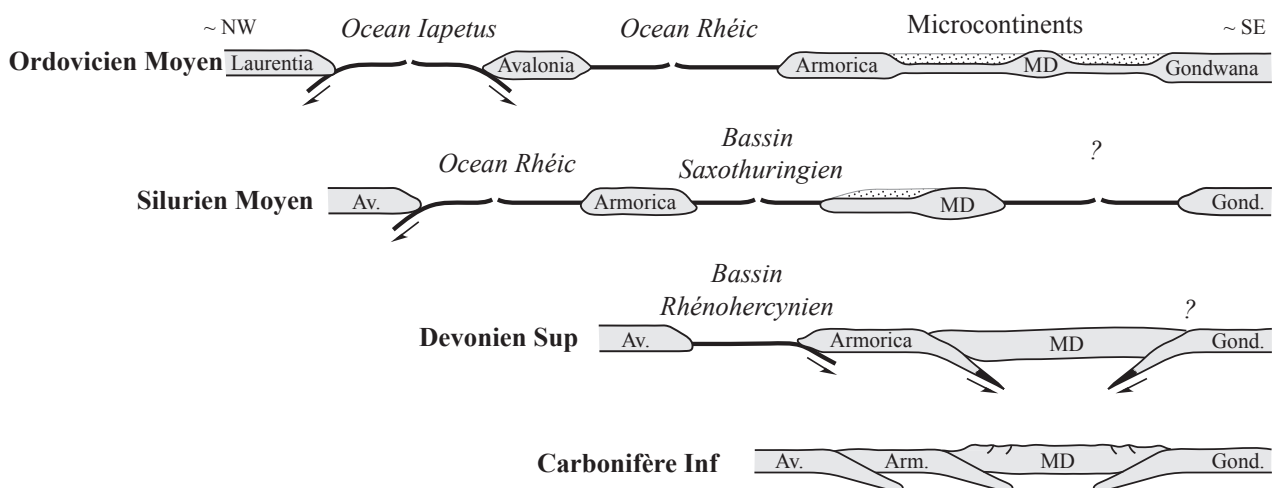 ~ NW
Ocean Iapetus
Ocean Rhéic
Microcontinents
~ SE
Ordovicien Moyen
Laurentia
Avalonia
Armorica
MD
Gondwana
Ocean Rhéic
Bassin
Saxothuringien
?
Silurien Moyen
Av.
Armorica
MD
Gond.
Bassin
Rhénohercynien
?
Devonien Sup
Av.
Armorica
MD
Gond.
Carbonifère Inf
Av.
Arm.
MD
Gond.